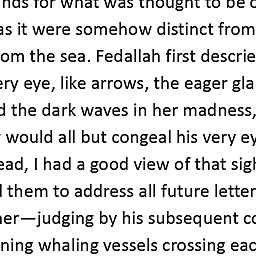 nds for what was thought to be
as it were somehow distinct from
om the sea. Fedallah first descrie
ery eye, like arrows, the eager gla
d the dark waves in her madness,
would all but congeal his very ey
ead, I had a good view of that sigh
them to address all future letter
er—judging by his subsequent co
ning whaling vessels crossing eac